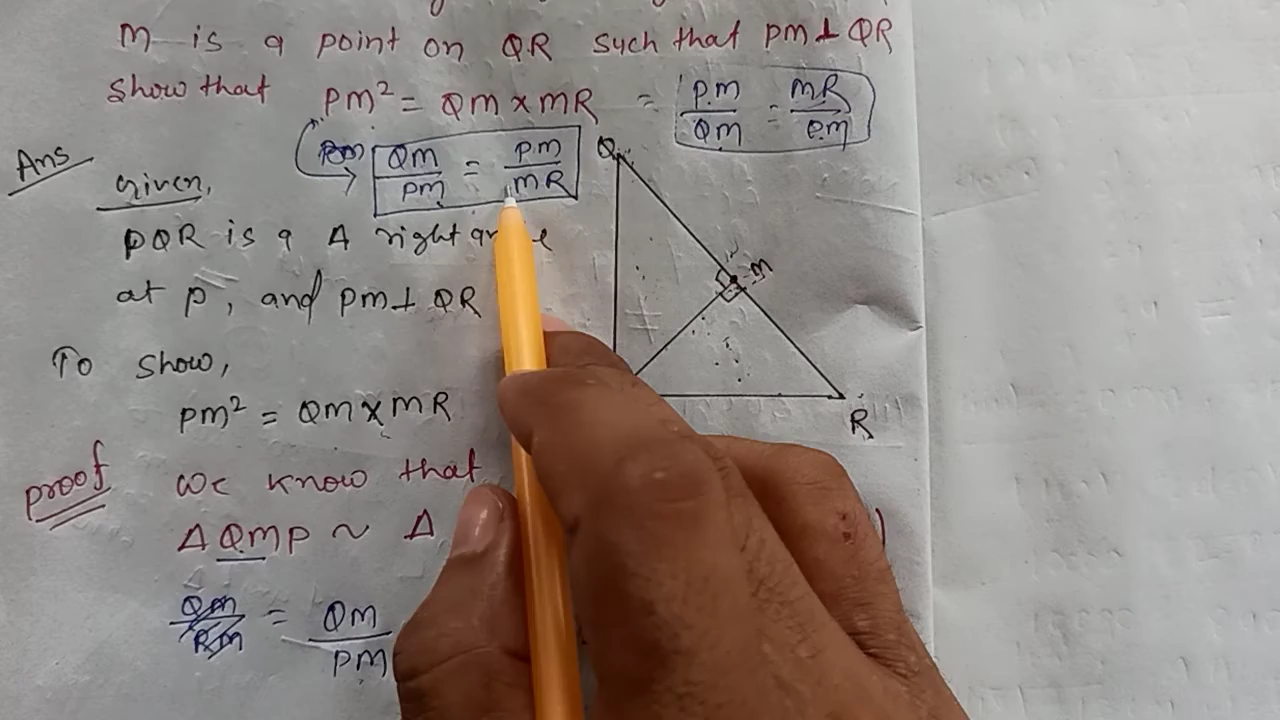 M is a point on QR such that PM⊥QR
show that PM² = QM×MR = PM/QM = MR/PM
Ans
QM/PM = PM/MR
Given,
PQR is a Δ right
at P, and PM⊥QR
To show,
PM² = QM×MR
Proof We know that
ΔQMP ~ Δ
= QM/PM
Q
M
R